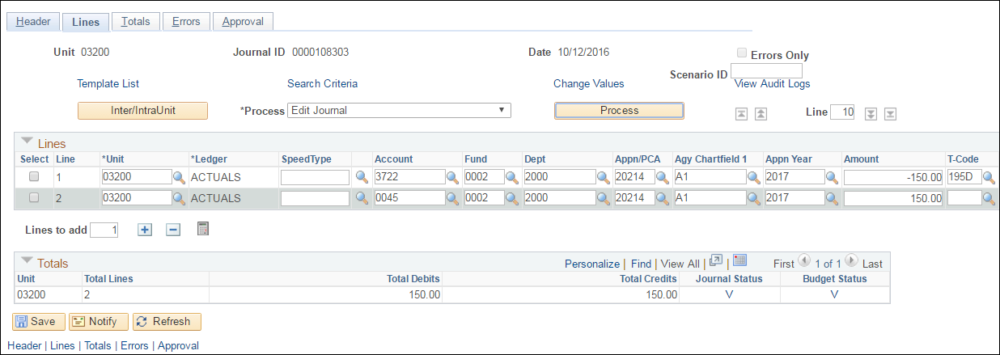 Header Lines Totals Errors Approval
Unit 03200 Journal ID 0000108303 Date 10/12/2016 Errors Only
Scenario ID
Template List Search Criteria Change Values View Audit Logs
Inter/IntraUnit *Process Edit Journal Process Line 10
Lines
Select Line *Unit *Ledger SpeedType Account Fund Dept Appn/PCA Agy Chartfield 1 Appn Year Amount T-Code
1 03200 ACTUALS 3722 0002 2000 20214 A1 2017 -150.00 195D
2 03200 ACTUALS 0045 0002 2000 20214 A1 2017 150.00
Lines to add 1
Totals Personalize | Find | View All | | First 1 of 1 Last
Unit Total Lines Total Debits Total Credits Journal Status Budget Status
03200 2 150.00 150.00 V V
Save Notify Refresh
Header | Lines | Totals | Errors | Approval